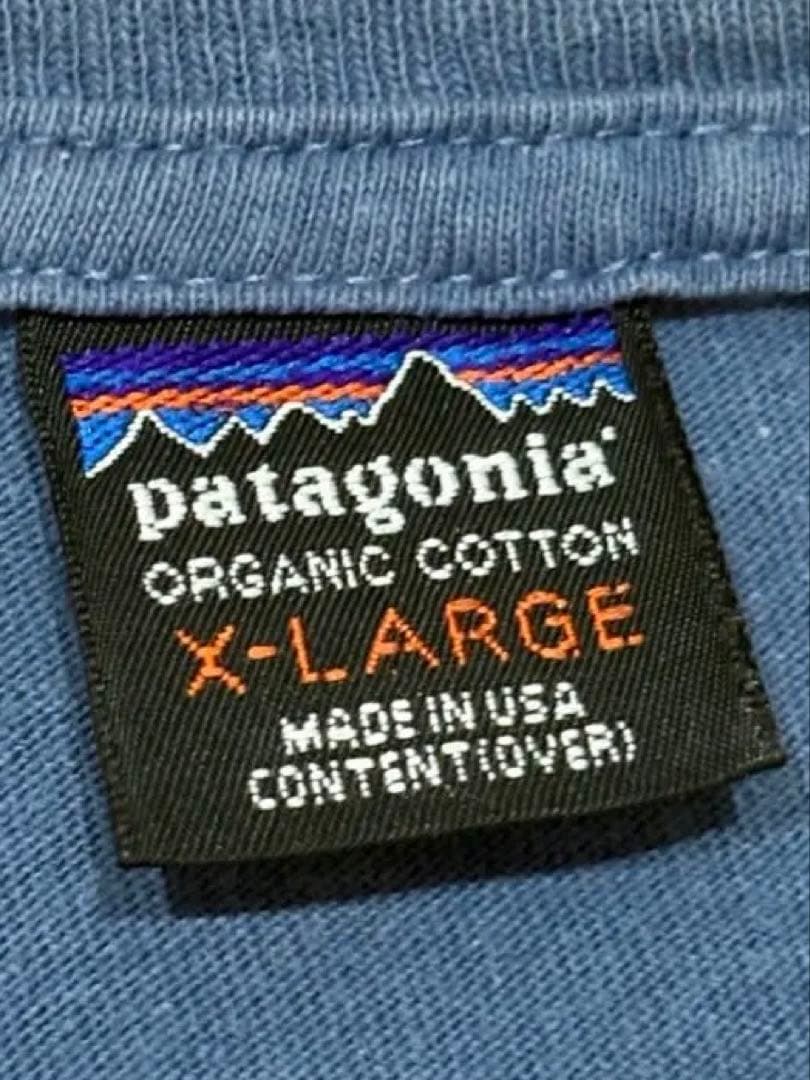 patagonia
ORGANIC COTTON
X-LARGE
MADE IN USA
CONTENT(OVER)